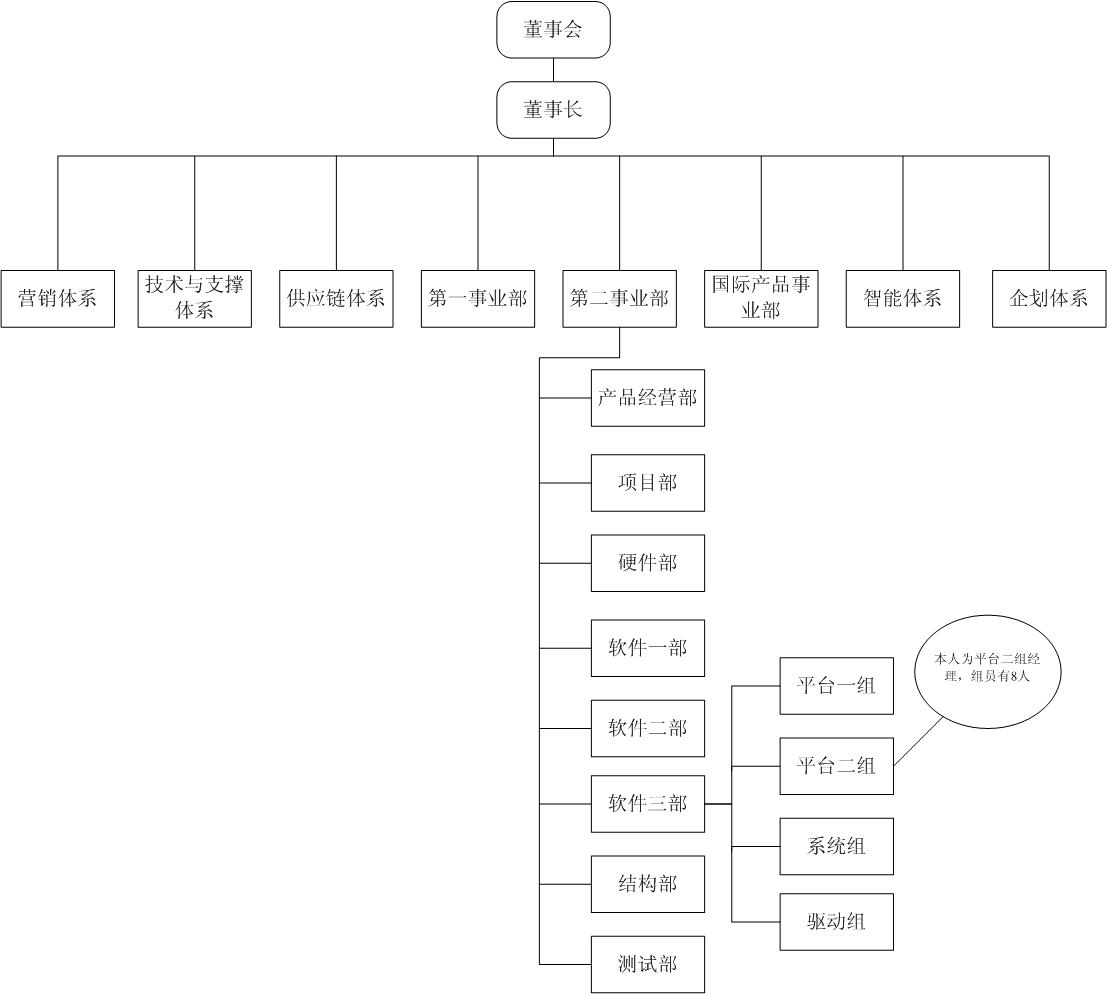 董事会
董事长
营销体系
技术与支撑
体系
供应链体系
第一事业部
第二事业部
国际产品事
业部
智能体系
企划体系
产品经营部
项目部
硬件部
软件一部
软件二部
软件三部
结构部
测试部
平台一组
平台二组
系统组
驱动组
本人为平台二组经
理，组员有8人